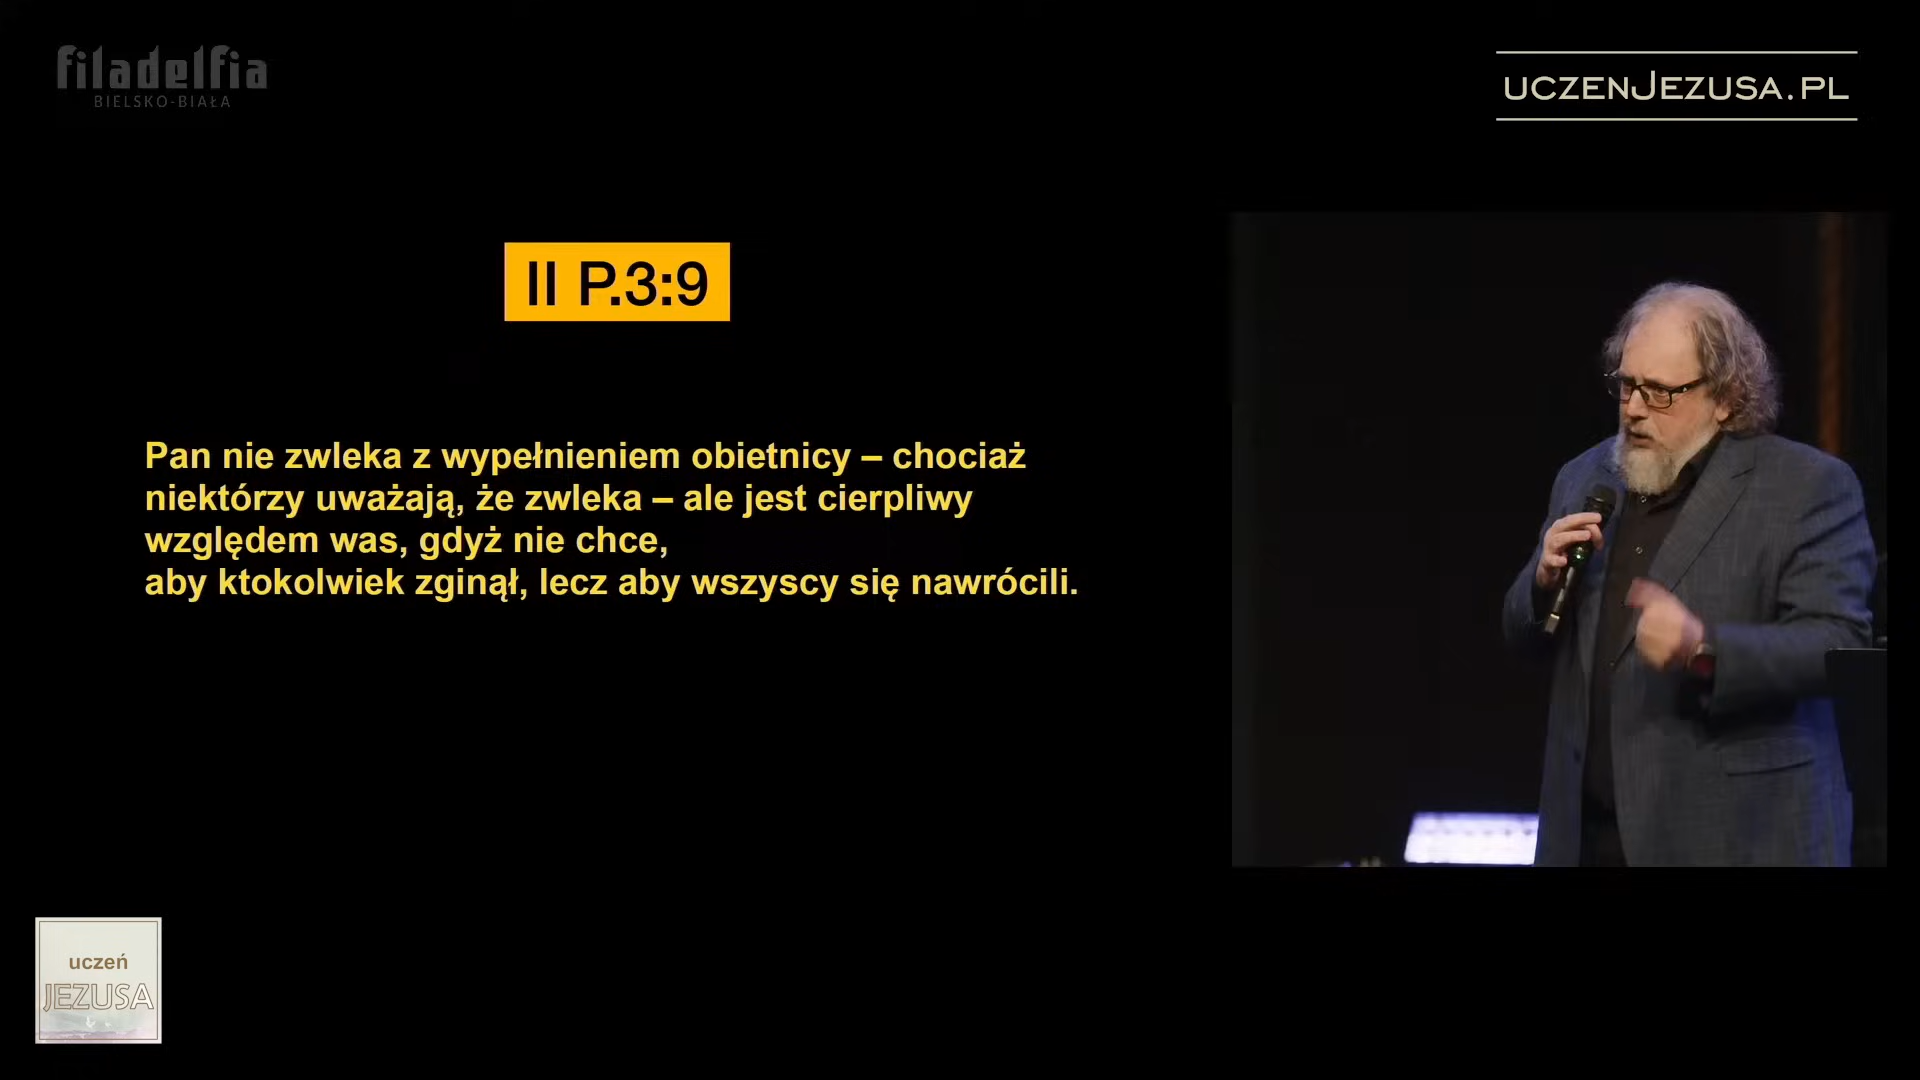 filadelfia
BIELSKO-BIAŁA
UCZENJEZUSA.PL
II P.3:9
Pan nie zwleka z wypełnieniem obietnicy – chociaż
niektórzy uważają, że zwleka – ale jest cierpliwy
względem was, gdyż nie chce,
aby ktokolwiek zginął, lecz aby wszyscy się nawrócili.
uczeń
JEZUSA